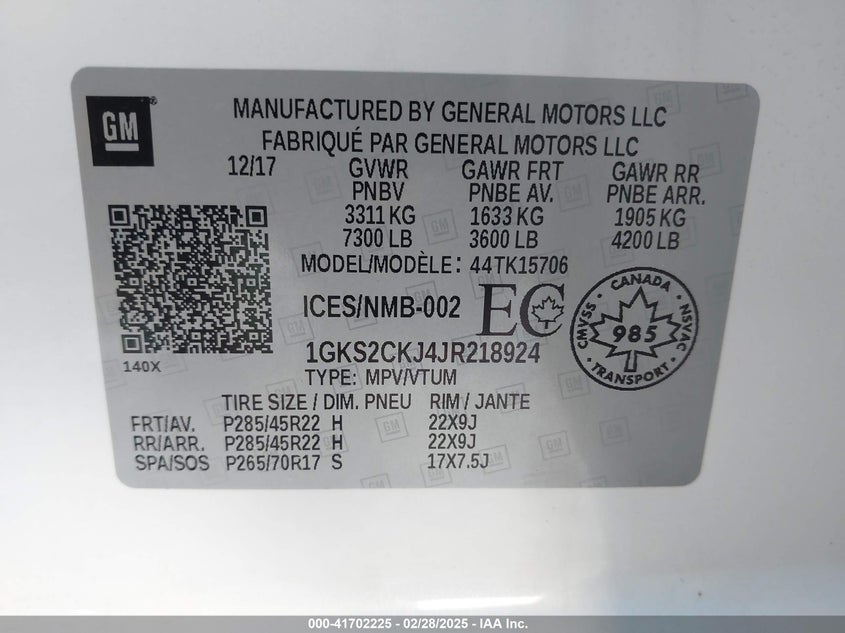 GM
MANUFACTURED BY GENERAL MOTORS LLC
FABRIQUÉ PAR GENERAL MOTORS LLC
12/17 GVWR GAWR FRT GAWR RR
PNBV PNBE AV. PNBE ARR.
3311 KG 1633 KG 1905 KG
7300 LB 3600 LB 4200 LB
MODEL/MODÈLE: 44TK15706
ICES/NMB-002 EC
CANADA
CMVSS 985 NSVAC
TRANSPORT
1GKS2CKJ4JR218924
140X
TYPE: MPV/VTUM
TIRE SIZE / DIM. PNEU RIM / JANTE
FRT/AV. P285/45R22 H 22X9J
RR/ARR. P285/45R22 H 22X9J
SPA/SOS P265/70R17 S 17X7.5J
000-41702225 - 02/28/2025 - IAA Inc.